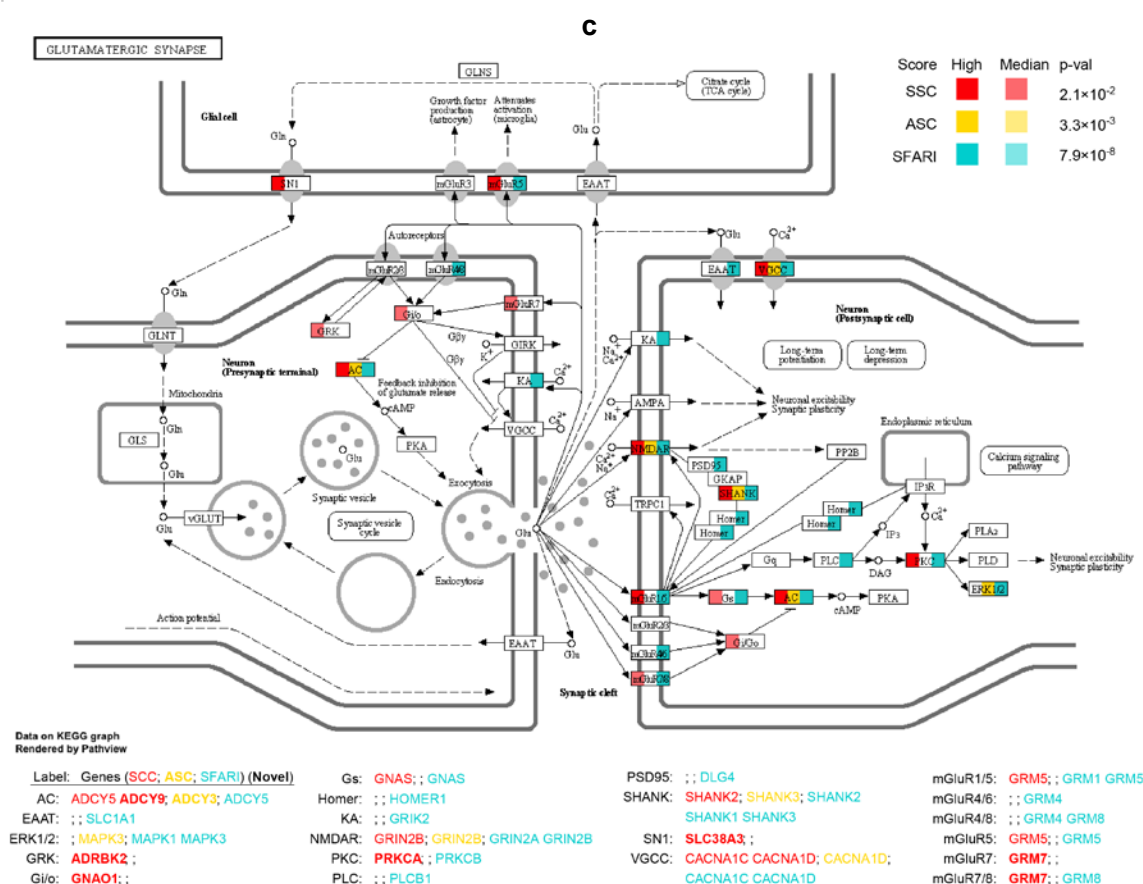 c
GLUTAMATERGIC SYNAPSE
Score High Median p-val
SSC 2.1×10-2
ASC 3.3×10-3
SFARI 7.9×10-8
GLNS
Citrate cycle
(TCA cycle)
Growth factor
production
(astrocyte)
Attenuates
activation
(microglia)
Glial cell
Gln
Glu
SN1
mGluR3
mGluR5
EAAT
Autoreceptors
Glu
Ca2+
mGluR2/3
mGluR4/8
EAAT
VGCC
Gln
GLNT
Neuron
(Presynaptic terminal)
GRK
Gi/o
mGluR7
Gβγ
Gβγ
K+
GIRK
AC
Feedback inhibition
of glutamate release
KA
Ca2+
cAMP
PKA
VGCC
Ca2+
Neuron
(Postsynaptic cell)
Na+
Ca2+
KA
Long-term
potentiation
Long-term
depression
AMPA
Na+
Neuronal excitability
Synaptic plasticity
Mitochondria
Gln
GLS
Glu
Glu
vGLUT
Glu
Synaptic vesicle
Synaptic vesicle
cycle
Exocytosis
Endocytosis
Glu
Ca2+
Na+
NMDAR
PSD95
GKAP
SHANK
Homer
Homer
PP2B
Endoplasmic reticulum
Calcium signaling
pathway
TRPC1
Homer
Homer
IP3R
IP3
Ca2+
Gq
PLC
DAG
PKC
PLA2
PLD
ERK1/2
Neuronal excitability
Synaptic plasticity
mGluR1/5
Gs
AC
cAMP
PKA
mGluR2/3
Gi/Go
mGluR4/6
mGluR7/8
Action potential
EAAT
Glu
Synaptic cleft
Data on KEGG graph
Rendered by Pathview
Label: Genes (SCC; ASC; SFARI) (Novel)
AC: ADCY5 ADCY9; ADCY3; ADCY5
EAAT: ; ; SLC1A1
ERK1/2: ; MAPK3; MAPK1 MAPK3
GRK: ADRBK2; ;
Gi/o: GNAO1; ;
Gs: GNAS; ; GNAS
Homer: ; ; HOMER1
KA: ; ; GRIK2
NMDAR: GRIN2B; GRIN2B; GRIN2A GRIN2B
PKC: PRKCA; ; PRKCB
PLC: ; ; PLCB1
PSD95: ; ; DLG4
SHANK: SHANK2; SHANK3; SHANK2
SHANK1 SHANK3
SN1: SLC38A3; ;
VGCC: CACNA1C CACNA1D; CACNA1D;
CACNA1C CACNA1D
mGluR1/5: GRM5; ; GRM1 GRM5
mGluR4/6: ; ; GRM4
mGluR4/8: ; ; GRM4 GRM8
mGluR5: GRM5; ; GRM5
mGluR7: GRM7; ;
mGluR7/8: GRM7; ; GRM8